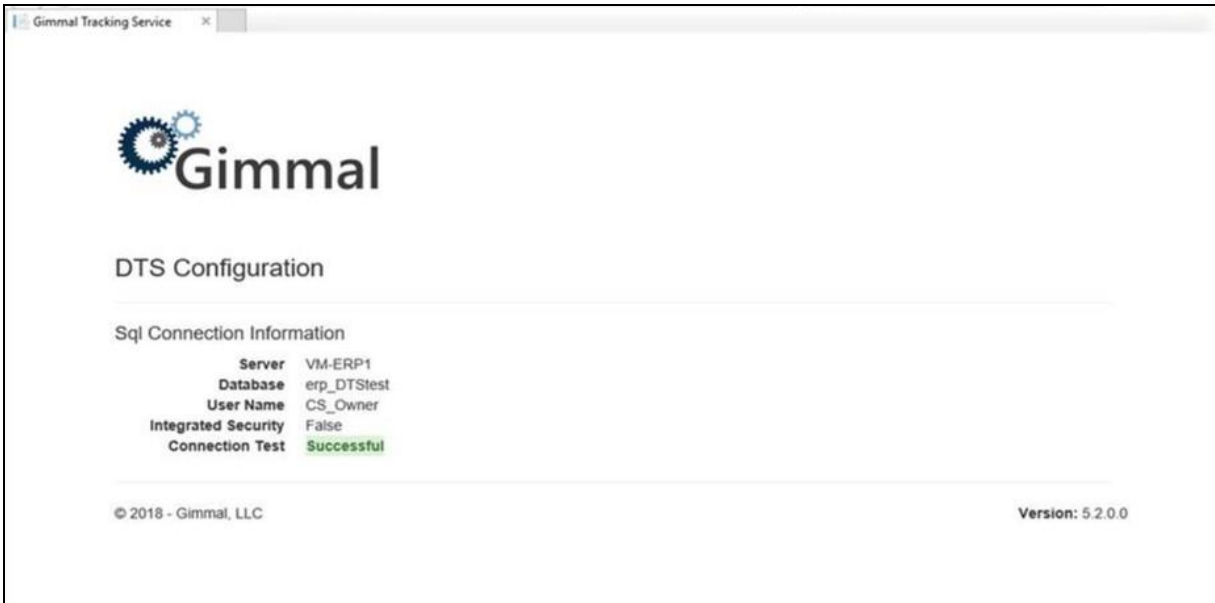 Gimmal Tracking Service
Gimmal
DTS Configuration
Sql Connection Information
Server VM-ERP1
Database erp_DTStest
User Name CS_Owner
Integrated Security False
Connection Test Successful
© 2018 - Gimmal, LLC Version: 5.2.0.0